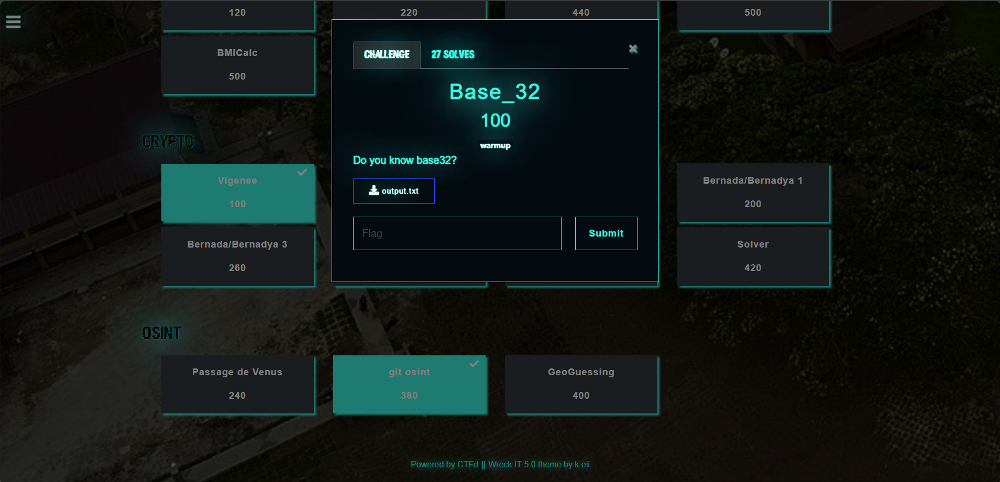 120
220
440
500
BMICalc
500
CHALLENGE
27 SOLVES
Base_32
100
warmup
Do you know base32?
output.txt
Flag
Submit
CRYPTO
Vigenee
100
Bernada/Bernadya 1
200
Bernada/Bernadya 3
260
Solver
420
OSINT
Passage de Venus
240
git osint
380
GeoGuessing
400
Powered by CTFd || Wreck IT 5.0 theme by k.eii